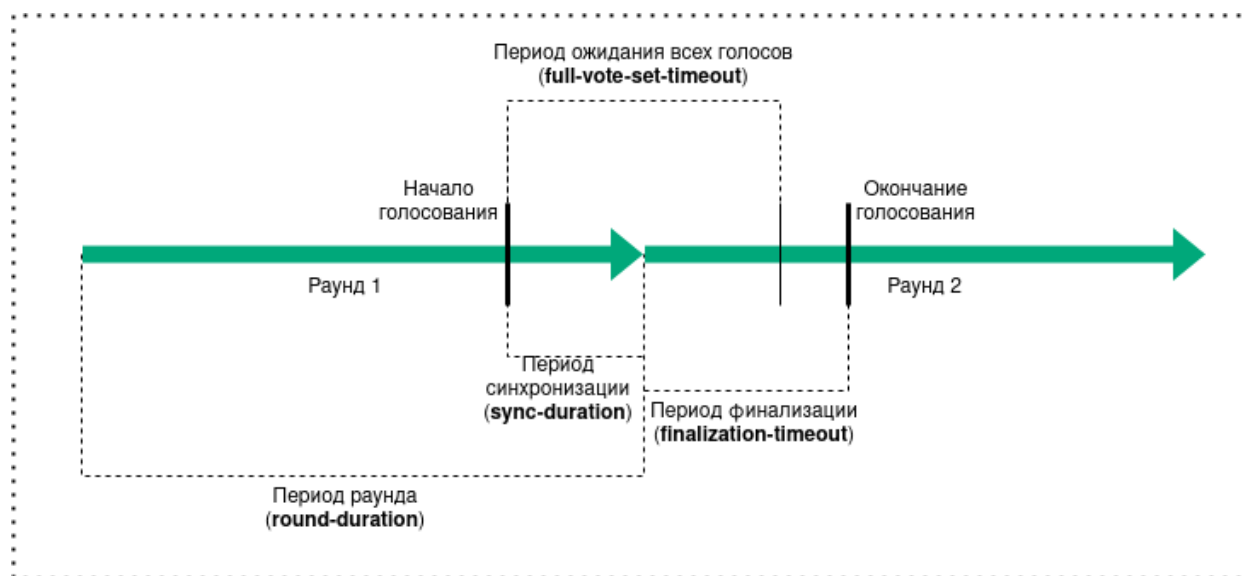 Период ожидания всех голосов
(full-vote-set-timeout)
Начало
голосования
Окончание
голосования
Раунд 1
Раунд 2
Период
синхронизации
(sync-duration)
Период финализации
(finalization-timeout)
Период раунда
(round-duration)